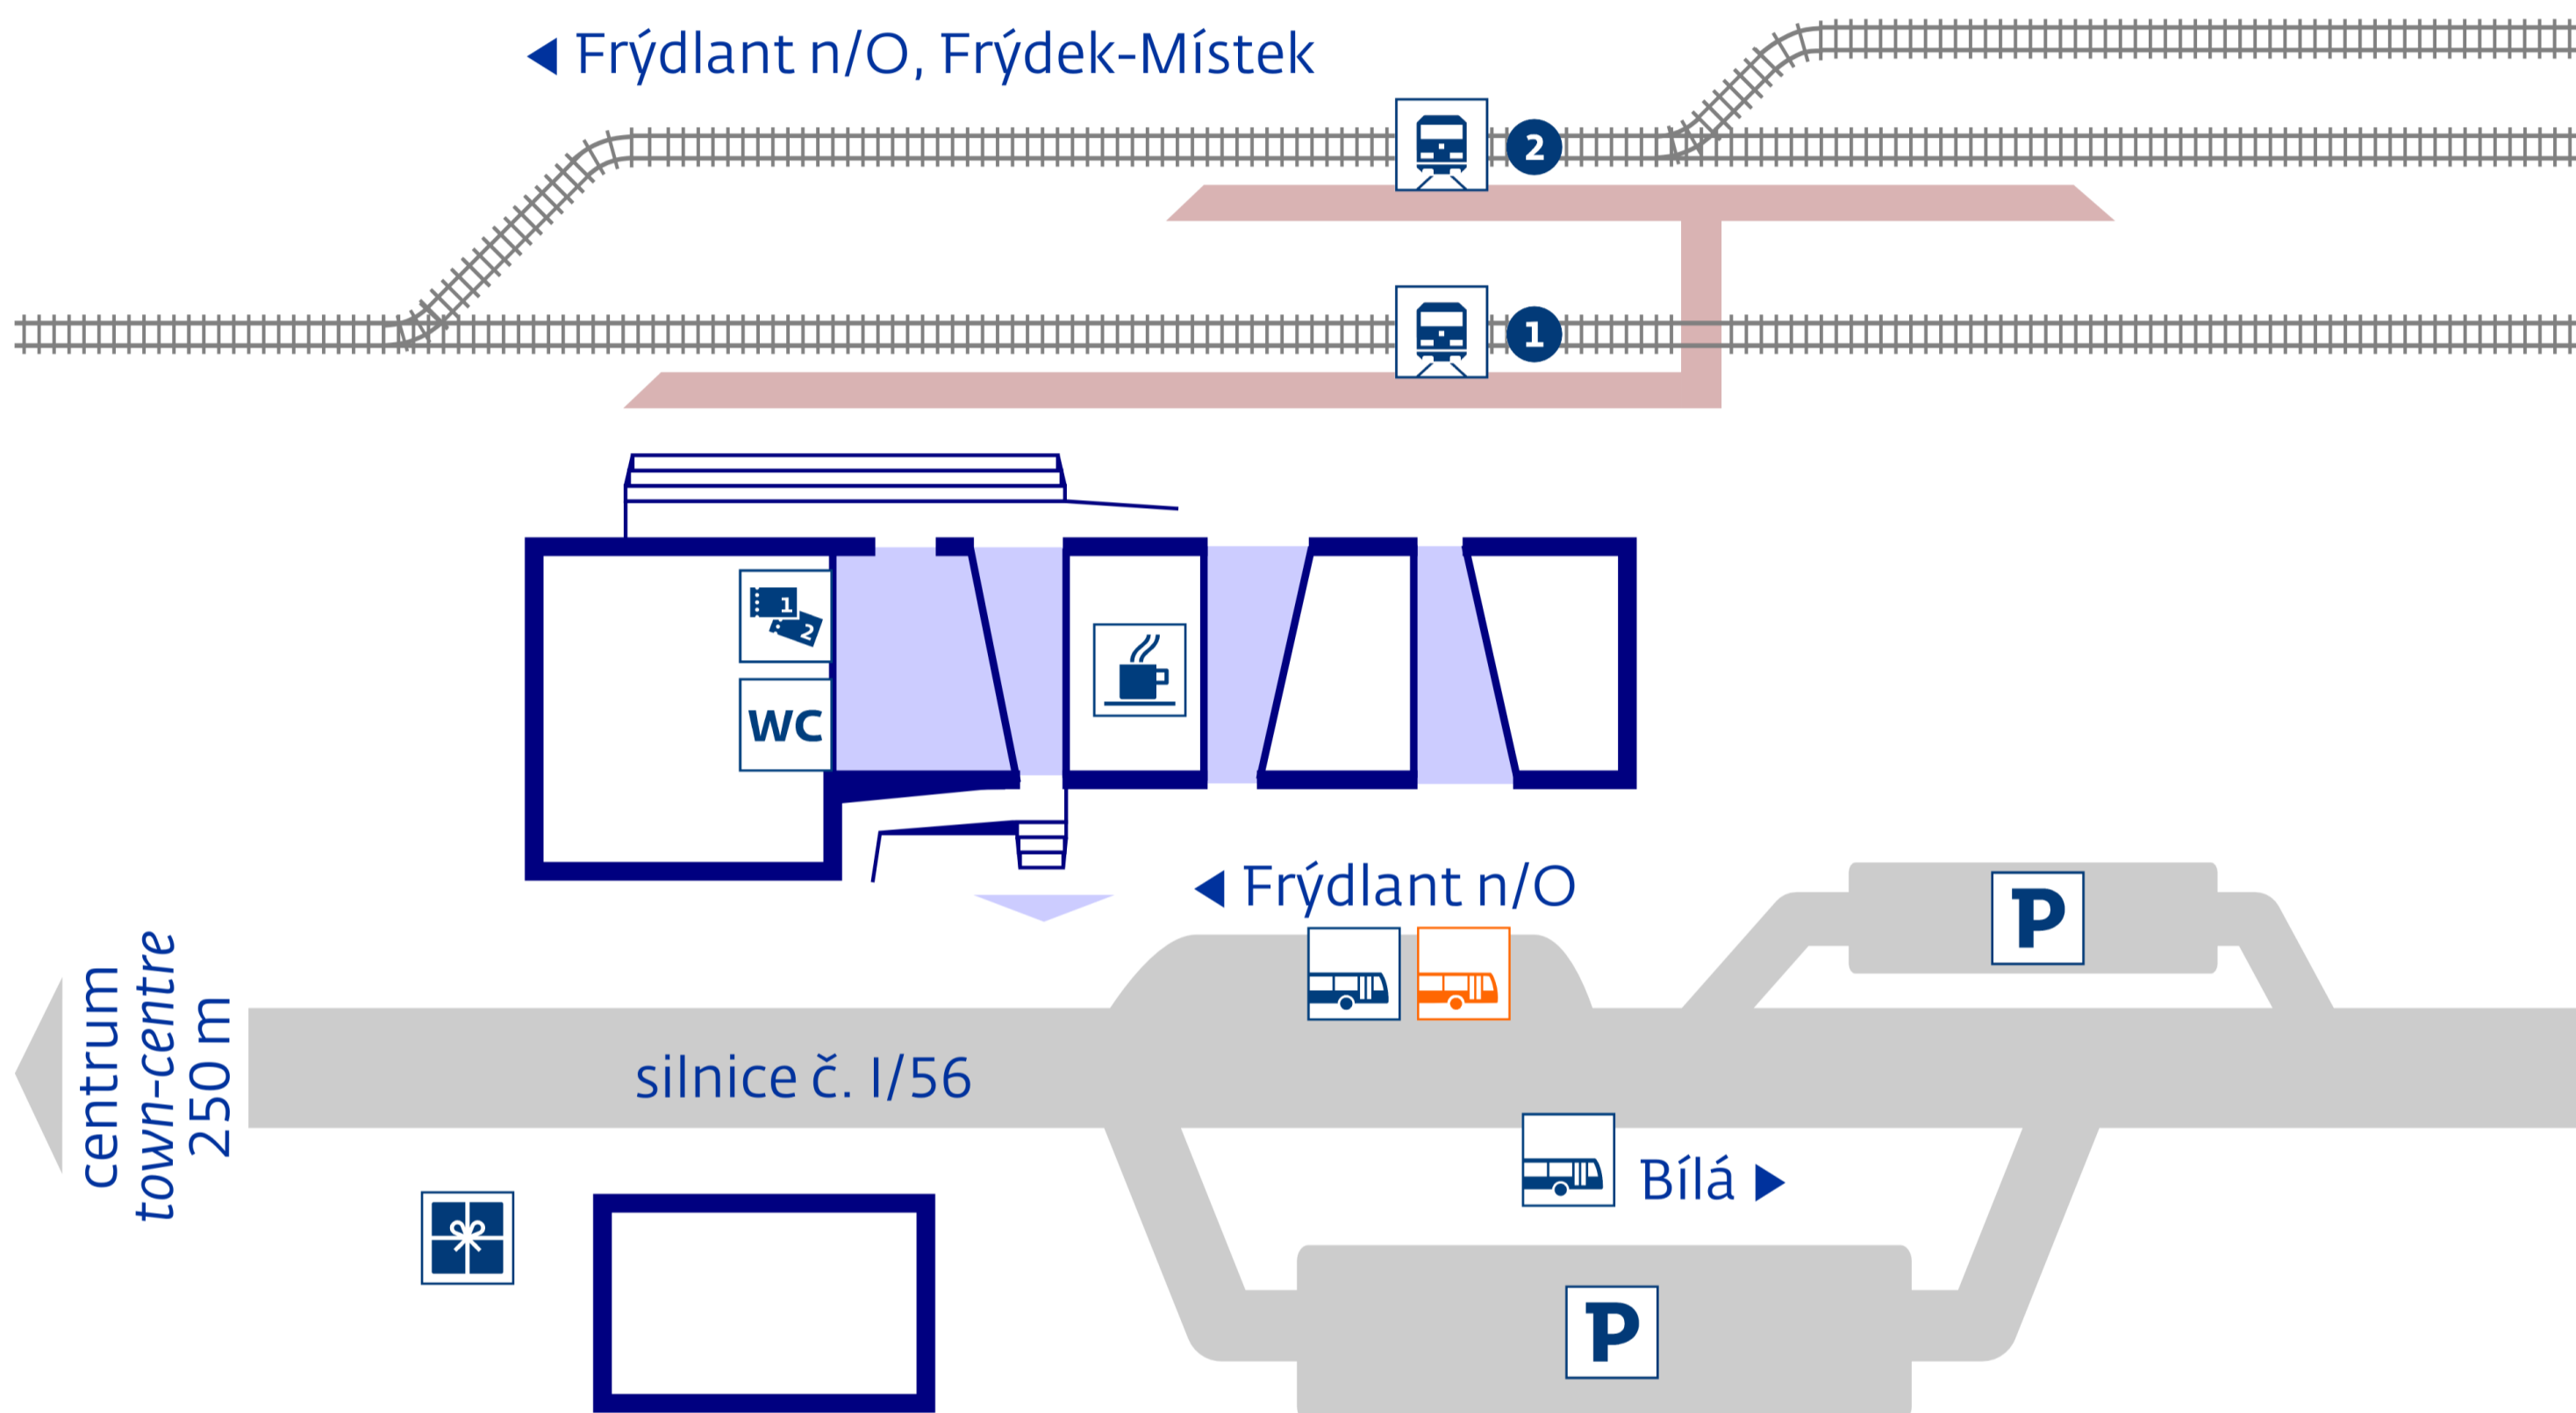 Frýdlant n/O, Frýdek-Místek
2
1
1
2
WC
Frýdlant n/O
P
centrum
town-centre
250 m
silnice č. I/56
Bílá
P